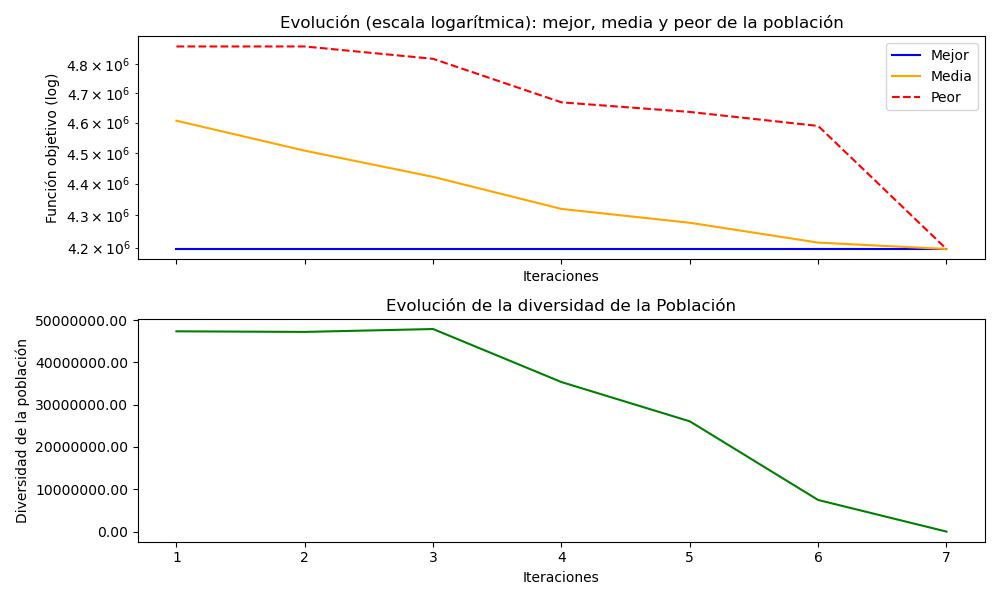 Evolución (escala logarítmica): mejor, media y peor de la población
Función objetivo (log)
4.8 × 10⁶
4.7 × 10⁶
4.6 × 10⁶
4.5 × 10⁶
4.4 × 10⁶
4.3 × 10⁶
4.2 × 10⁶
Mejor
Media
Peor
Iteraciones
Evolución de la diversidad de la Población
Diversidad de la población
50000000.00
40000000.00
30000000.00
20000000.00
10000000.00
0.00
1 2 3 4 5 6 7
Iteraciones